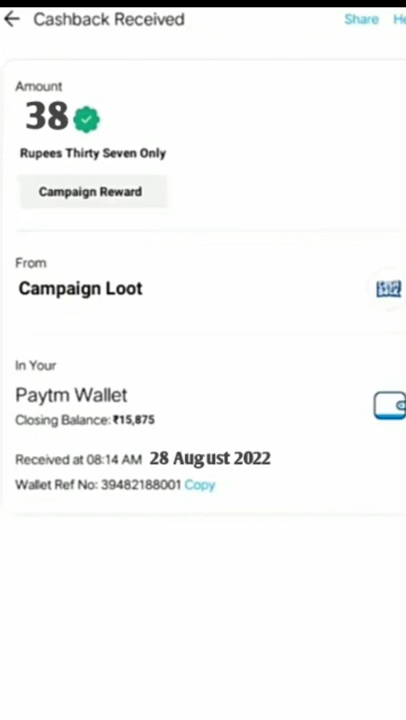 Cashback Received
Share
Amount
38
Rupees Thirty Seven Only
Campaign Reward
From
Campaign Loot
In Your
Paytm Wallet
Closing Balance: ₹15,875
Received at 08:14 AM 28 August 2022
Wallet Ref No: 39482188001 Copy